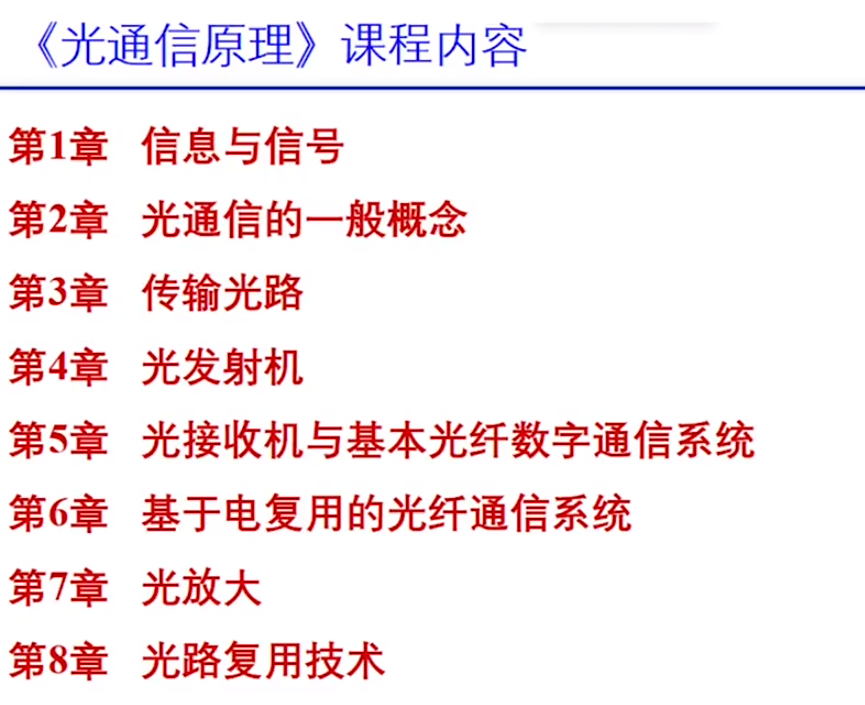 《光通信原理》课程内容
第1章 信息与信号
第2章 光通信的一般概念
第3章 传输光路
第4章 光发射机
第5章 光接收机与基本光纤数字通信系统
第6章 基于电复用的光纤通信系统
第7章 光放大
第8章 光路复用技术